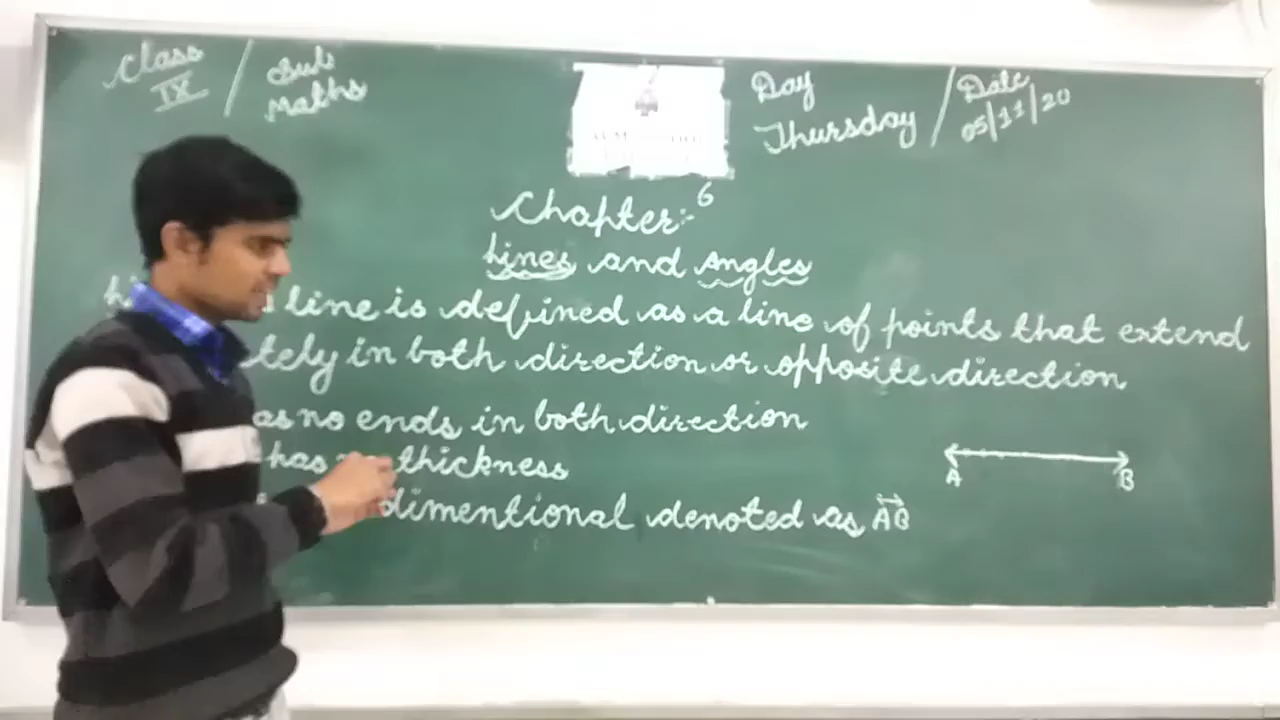 Class
IX
/
Sub
Maths
Day
Thursday
/
Date
05/11/20
Chapter:- 6
Lines and Angles
line is defined as a line of points that extend
tely in both direction or opposite direction
as no ends in both direction
has thickness
dimentional denoted as AB
A
B